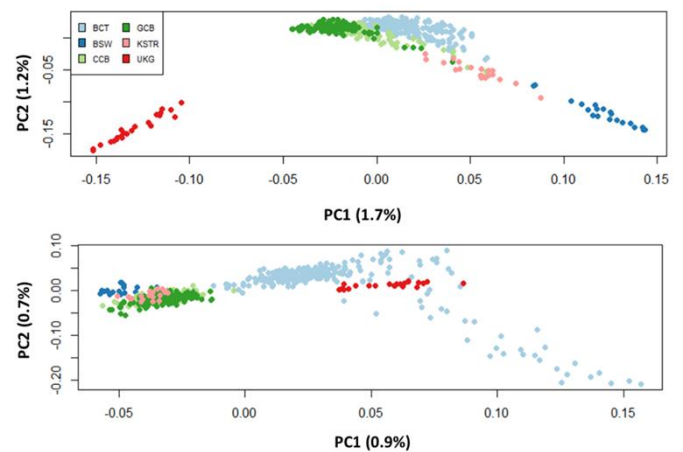 BCT GCB
BSW KSTR
CCB UKG
PC2 (1.2%)
-0.05
-0.15
-0.15 -0.10 -0.05 0.00 0.05 0.10 0.15
PC1 (1.7%)
PC2 (0.7%)
0.10
0.00
-0.10
-0.20
-0.05 0.00 0.05 0.10 0.15
PC1 (0.9%)